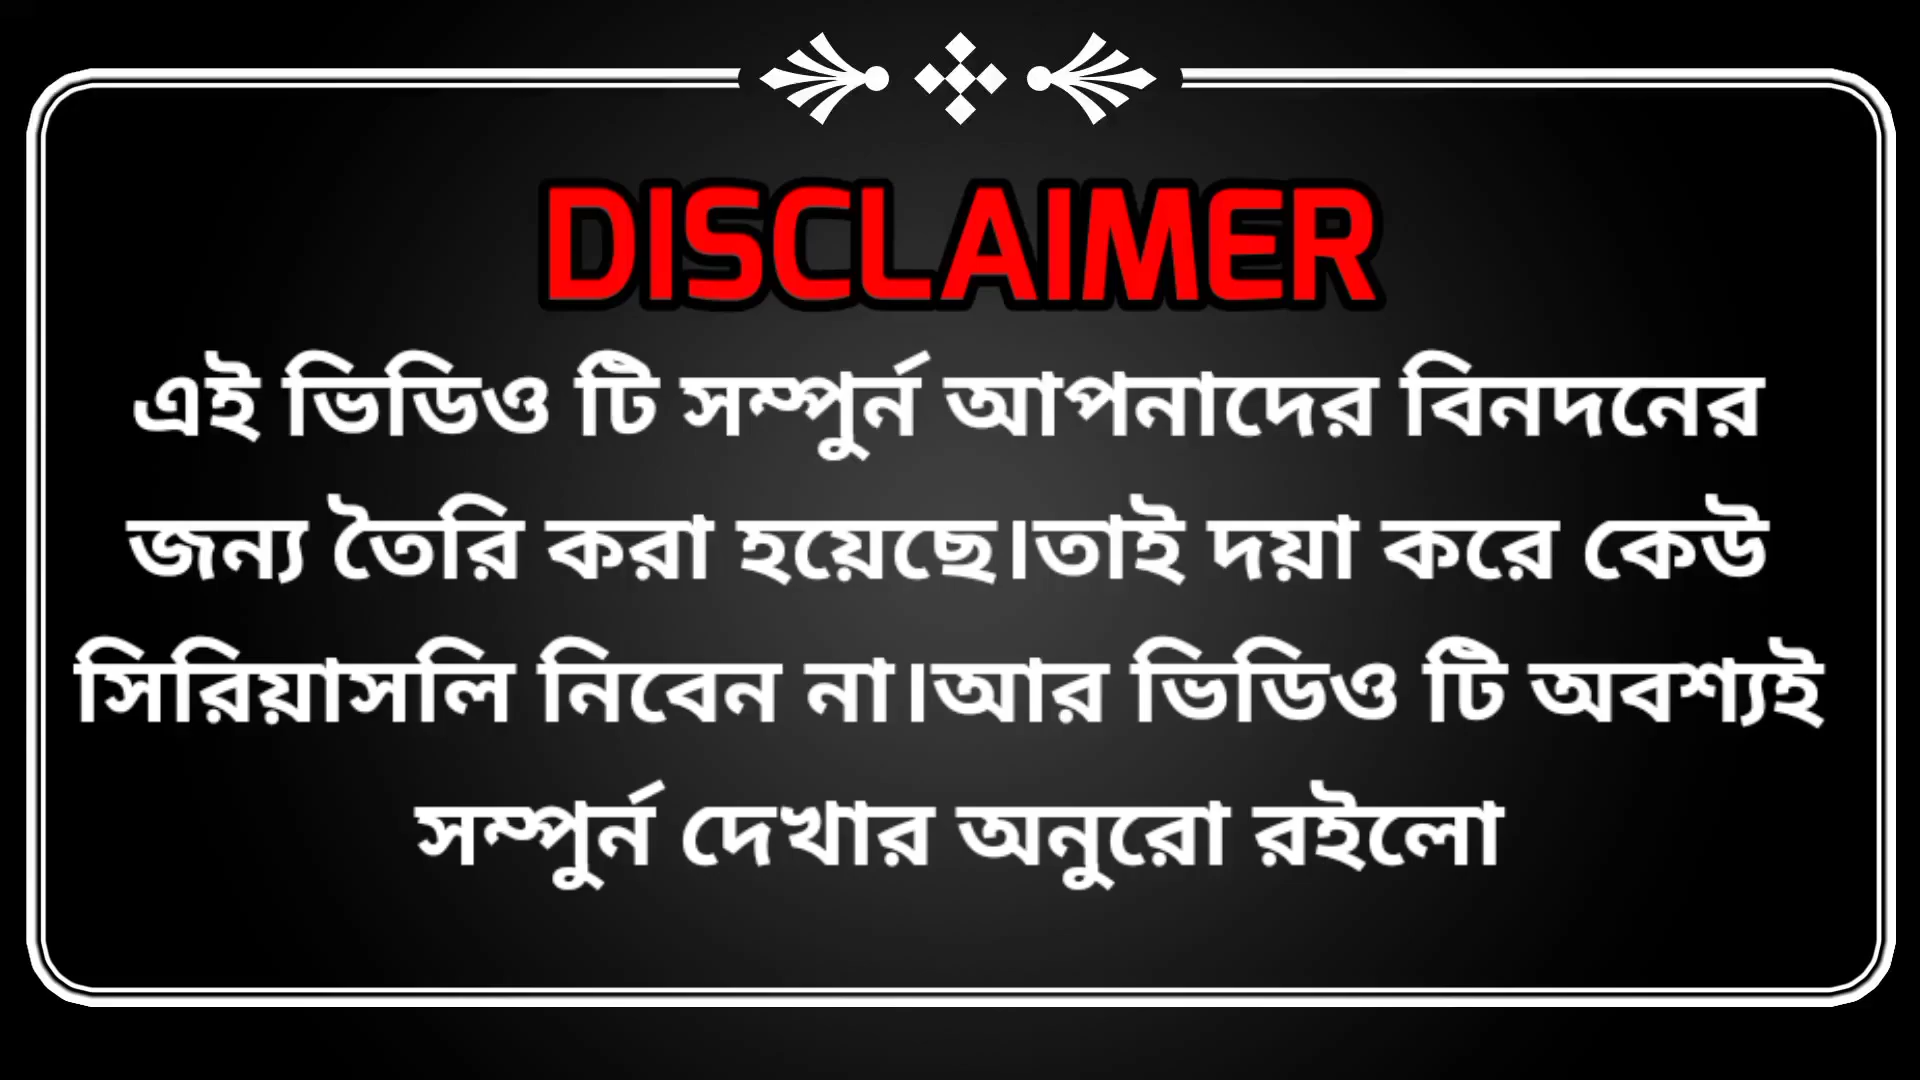 DISCLAIMER
এই ভিডিও টি সম্পুর্ন আপনাদের বিনদনের
জন্য তৈরি করা হয়েছে।তাই দয়া করে কেউ
সিরিয়াসলি নিবেন না।আর ভিডিও টি অবশ্যই
সম্পুর্ন দেখার অনুরো রইলো